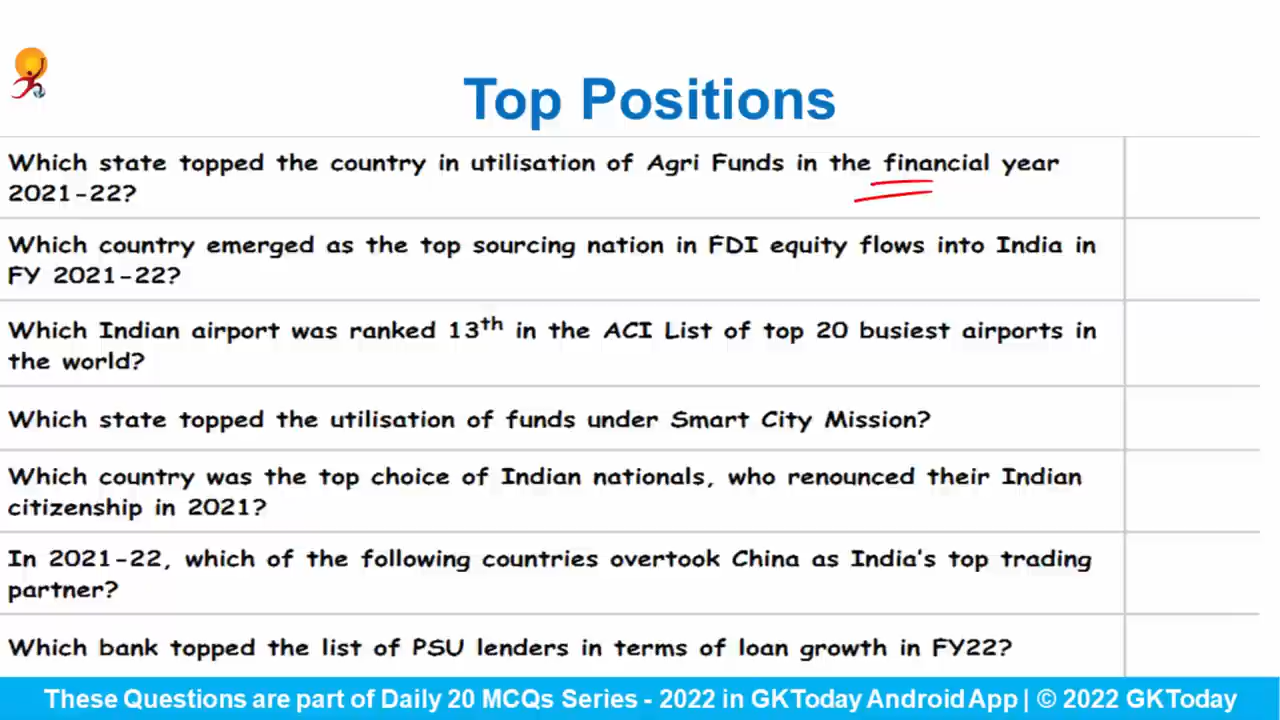 Top Positions
Which state topped the country in utilisation of Agri Funds in the financial year
2021-22?
Which country emerged as the top sourcing nation in FDI equity flows into India in
FY 2021-22?
Which Indian airport was ranked 13th in the ACI List of top 20 busiest airports in
the world?
Which state topped the utilisation of funds under Smart City Mission?
Which country was the top choice of Indian nationals, who renounced their Indian
citizenship in 2021?
In 2021-22, which of the following countries overtook China as India's top trading
partner?
Which bank topped the list of PSU lenders in terms of loan growth in FY22?
These Questions are part of Daily 20 MCQs Series - 2022 in GKToday Android App | © 2022 GKToday